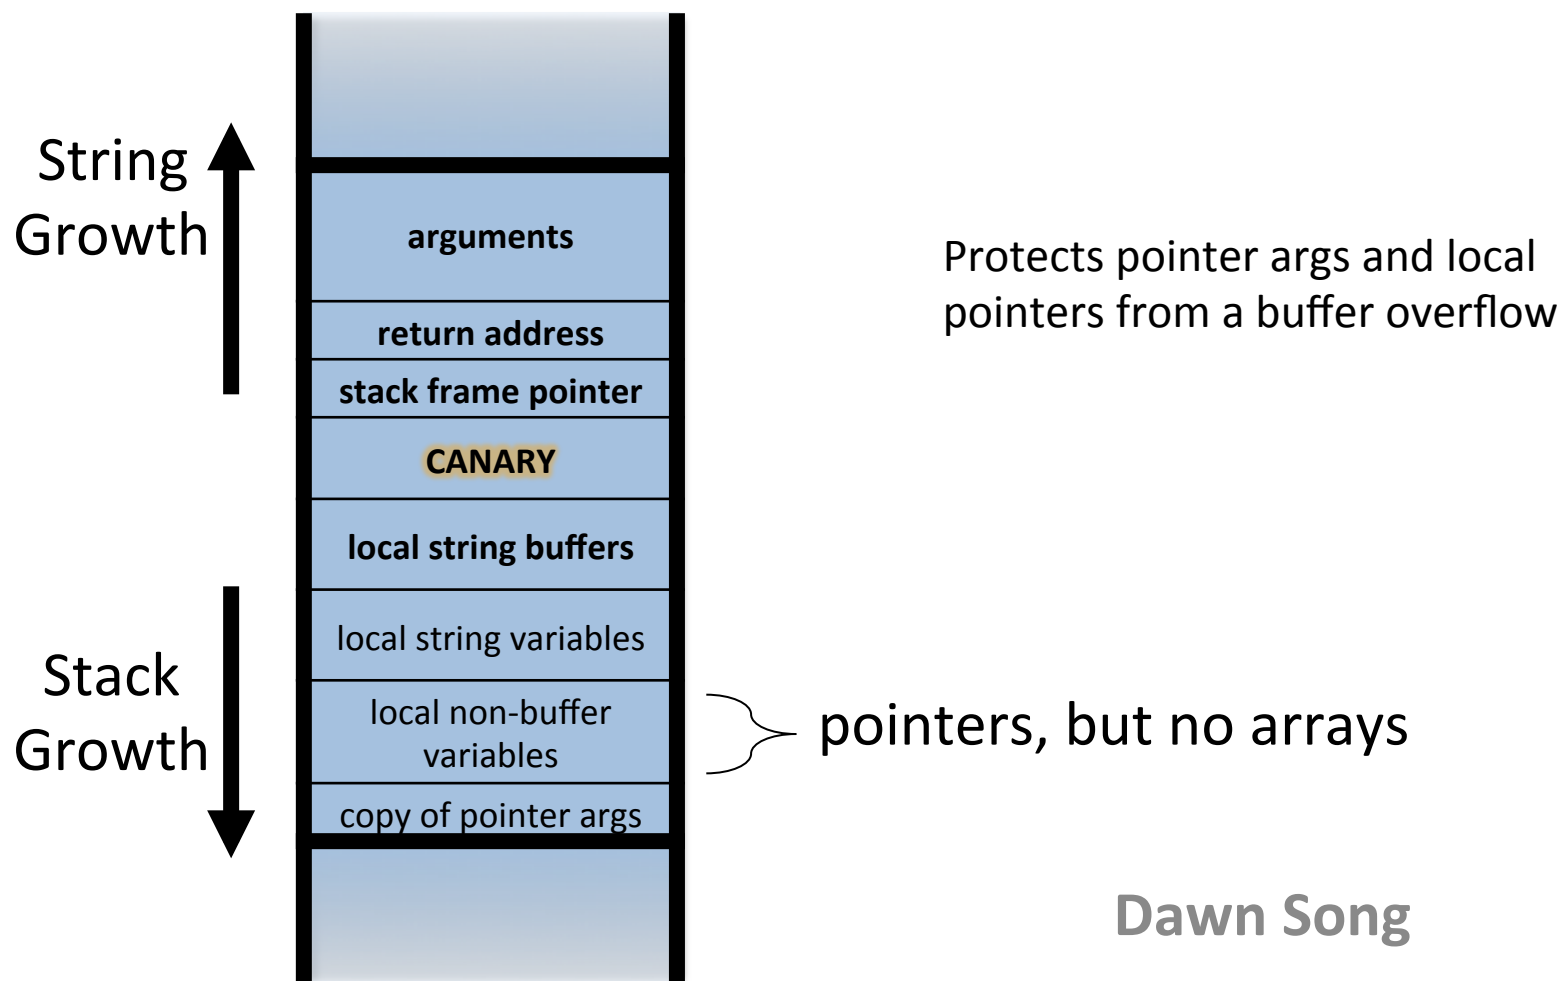 String
Growth
arguments
return address
stack frame pointer
CANARY
local string buffers
local string variables
local non-buffer
variables
copy of pointer args
Stack
Growth
Protects pointer args and local
pointers from a buffer overflow
pointers, but no arrays
Dawn Song